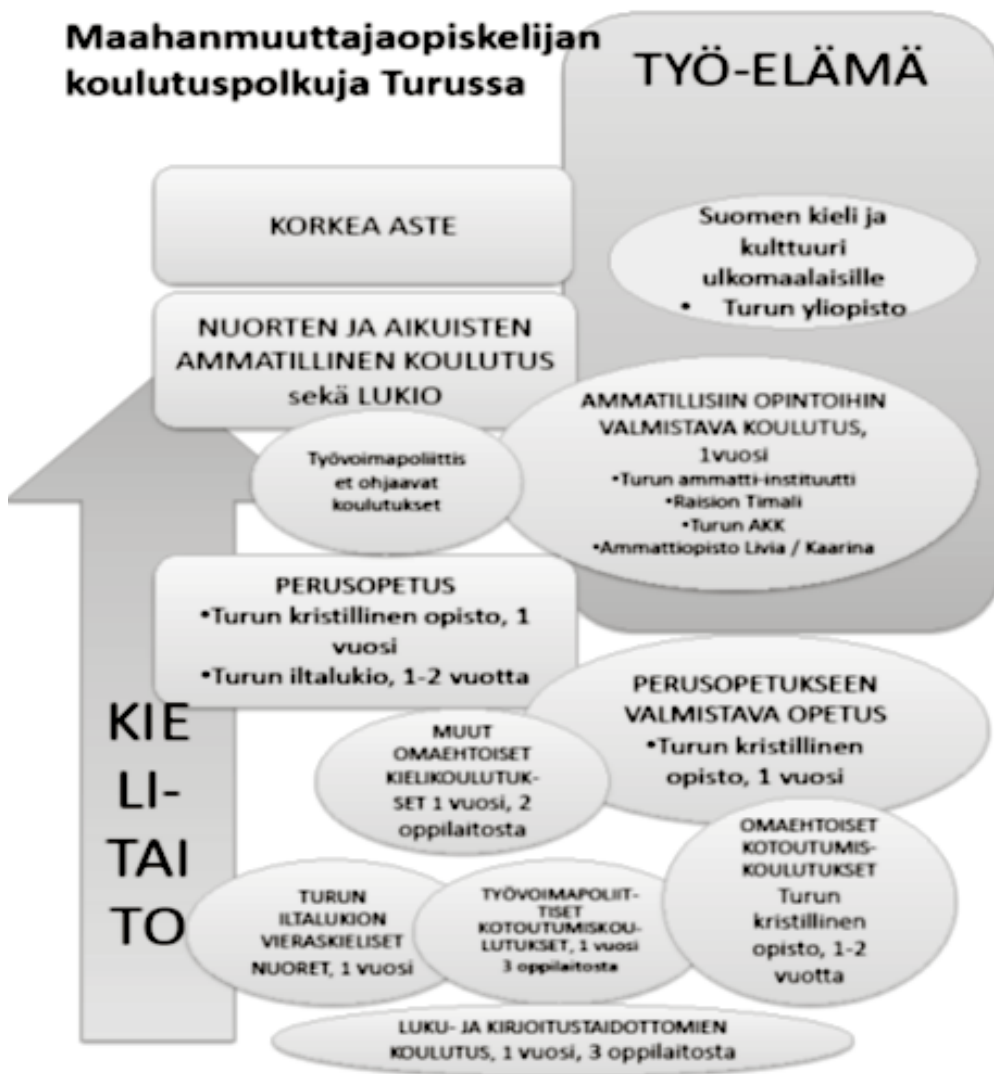 Maahanmuuttajaopiskelijan
koulutuspolkuja Turussa
TYÖ-ELÄMÄ
KORKEA ASTE
Suomen kieli ja
kulttuuri
ulkomaalaisille
• Turun yliopisto
NUORTEN JA AIKUISTEN
AMMATILLINEN KOULUTUS
sekä LUKIO
AMMATILLISIIN OPINTOIHIN
VALMISTAVA KOULUTUS,
1vuosi
•Turun ammatti-instituutti
•Raision Timali
•Turun AKK
•Ammattiopisto Livia / Kaarina
Työvoimapoliittis
et ohjaavat
koulutukset
PERUSOPETUS
•Turun kristillinen opisto, 1
vuosi
•Turun iltalukio, 1-2 vuotta
PERUSOPETUKSEEN
VALMISTAVA OPETUS
•Turun kristillinen
opisto, 1 vuosi
MUUT
OMAEHTOISET
KIELIKOULUTUK-
SET 1 vuosi, 2
oppilaitosta
KIE
LI-
TAI
TO
OMAEHTOISET
KOTOUTUMIS-
KOULUTUKSET
Turun
kristillinen
opisto, 1-2
vuotta
TURUN
ILTALUKION
VIERASKIELISET
NUORET, 1 vuosi
TYÖVOIMAPOLIIT-
TISET
KOTOUTUMISKOU-
LUTUKSET, 1 vuosi
3 oppilaitosta
LUKU- JA KIRJOITUSTAIDOTTOMIEN
KOULUTUS, 1 vuosi, 3 oppilaitosta